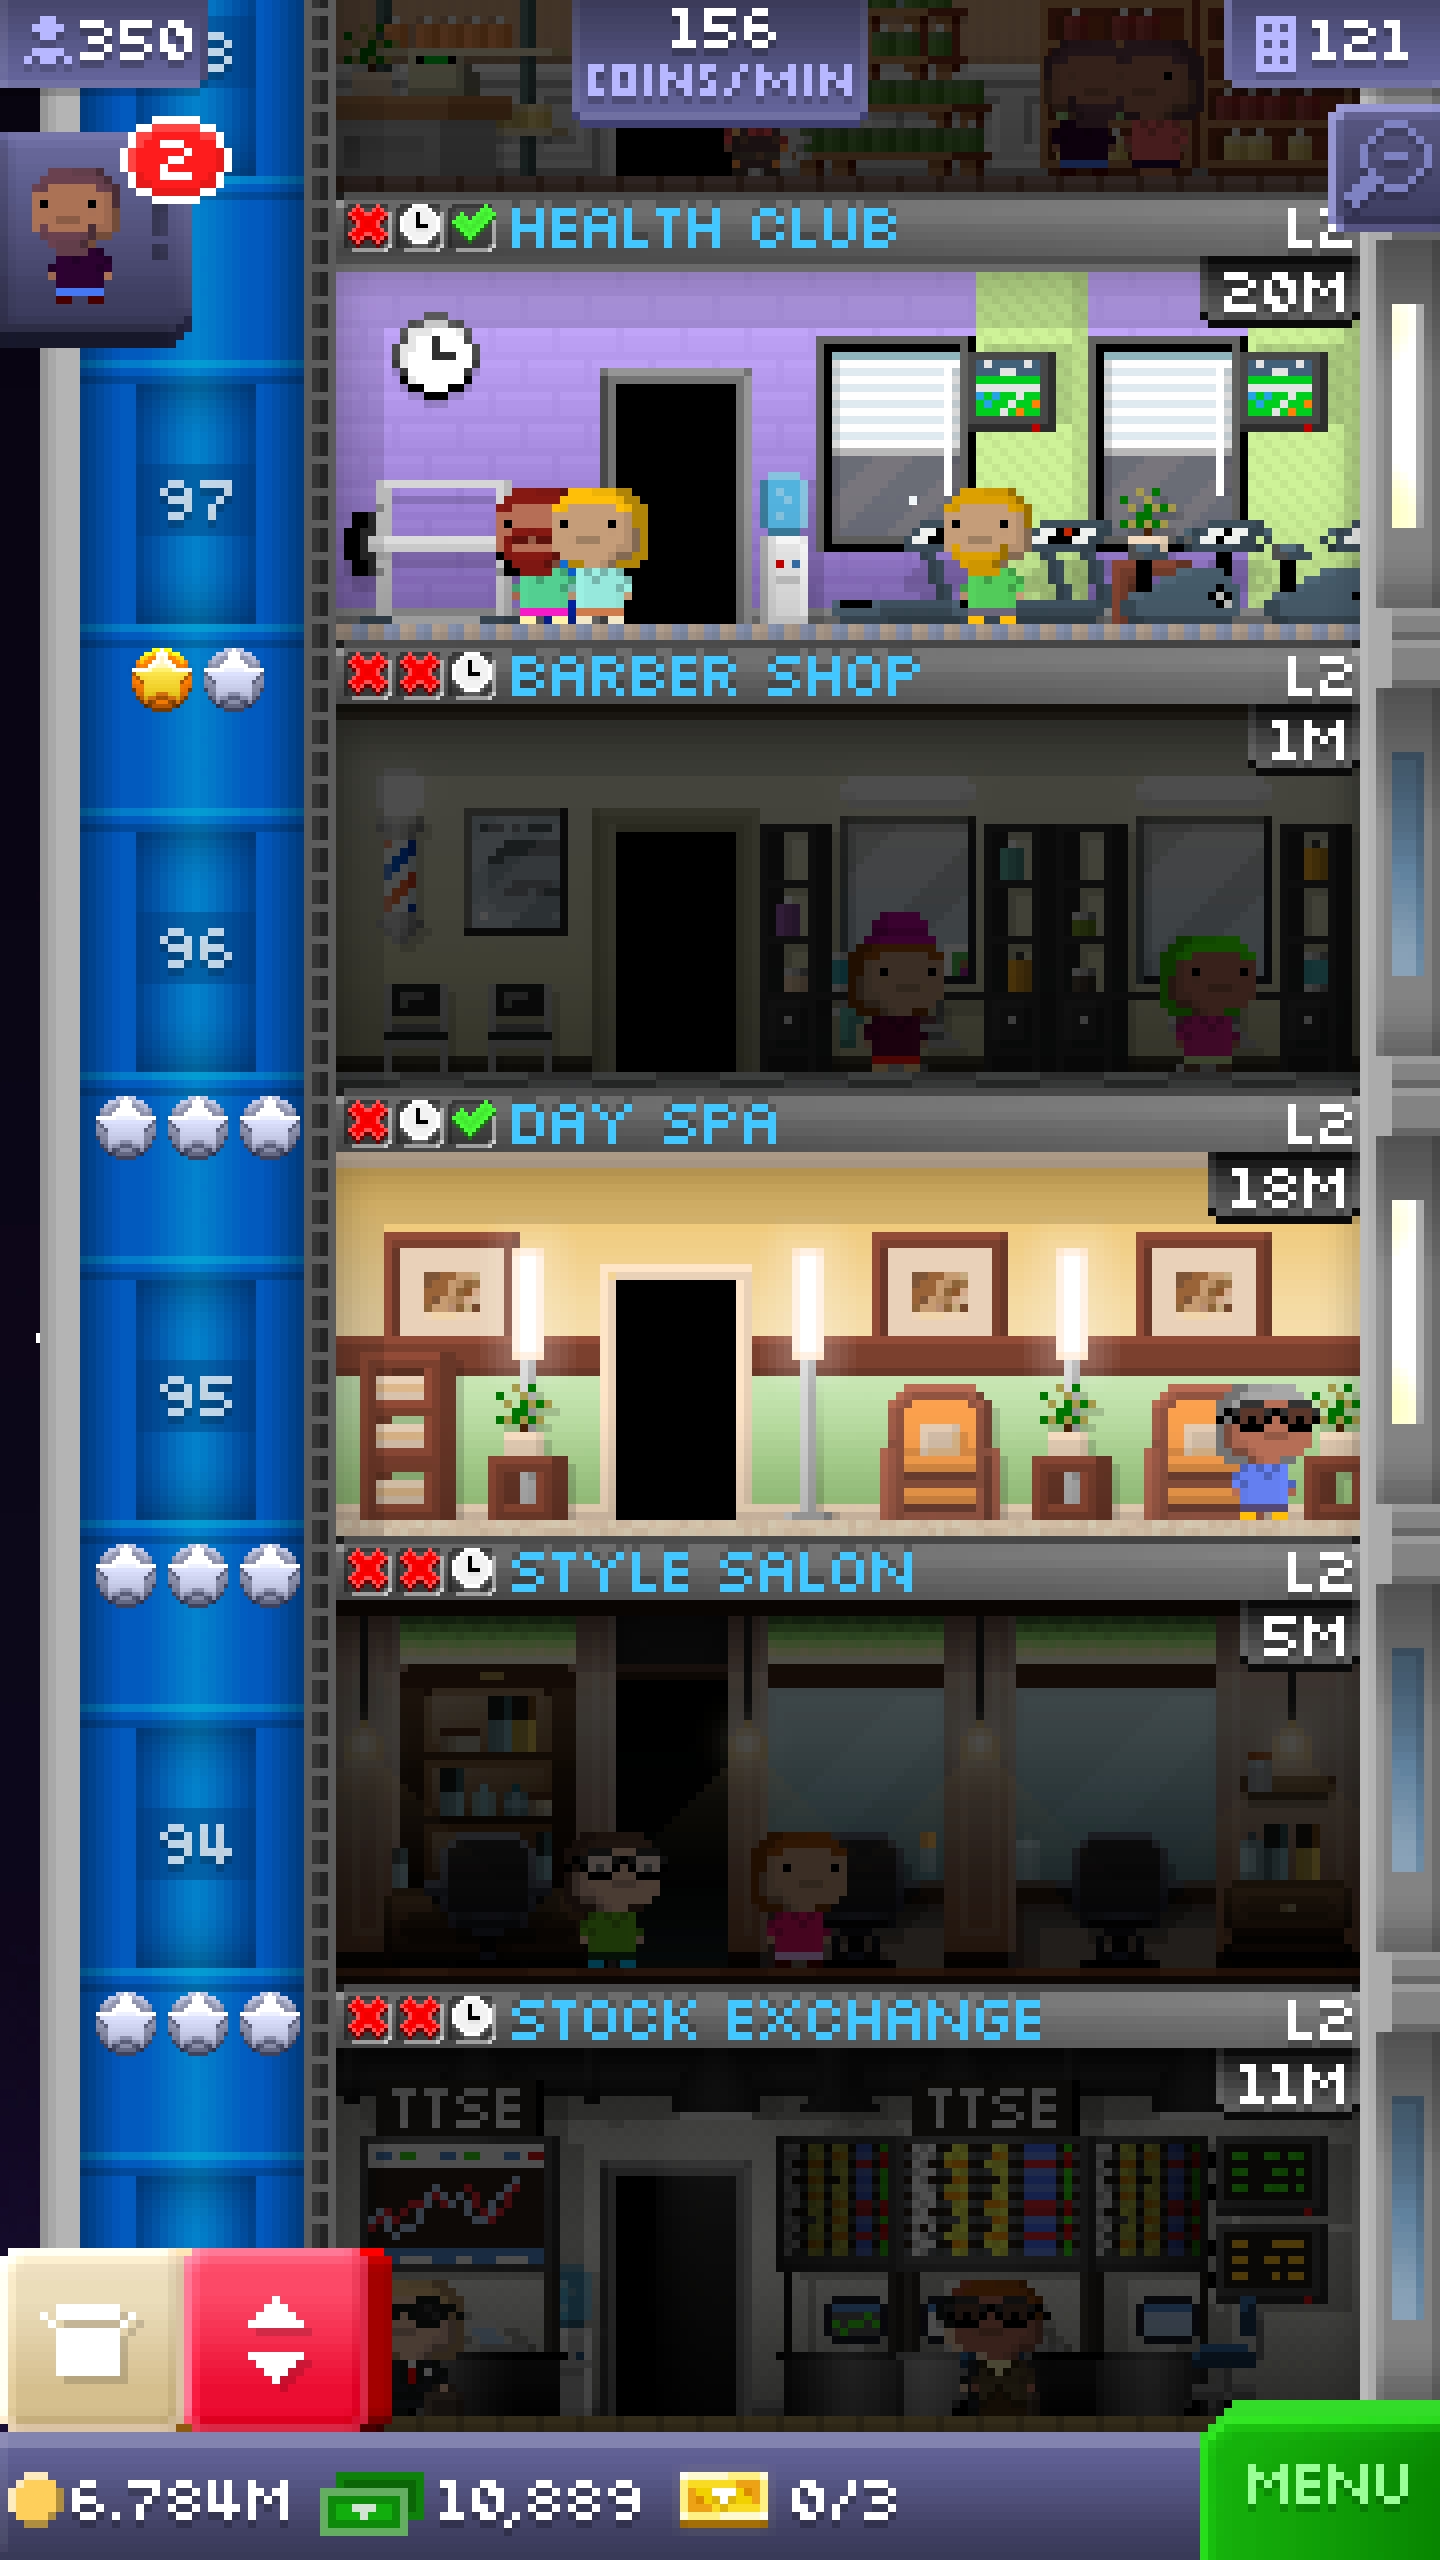 350
156
COINS/MIN
121
2
HEALTH CLUB L2
20M
97
BARBER SHOP L2
1M
96
DAY SPA L2
18M
95
STYLE SALON L2
5M
94
STOCK EXCHANGE L2
11M
TTSE TTSE
6.784M 10,889 0/3
MENU